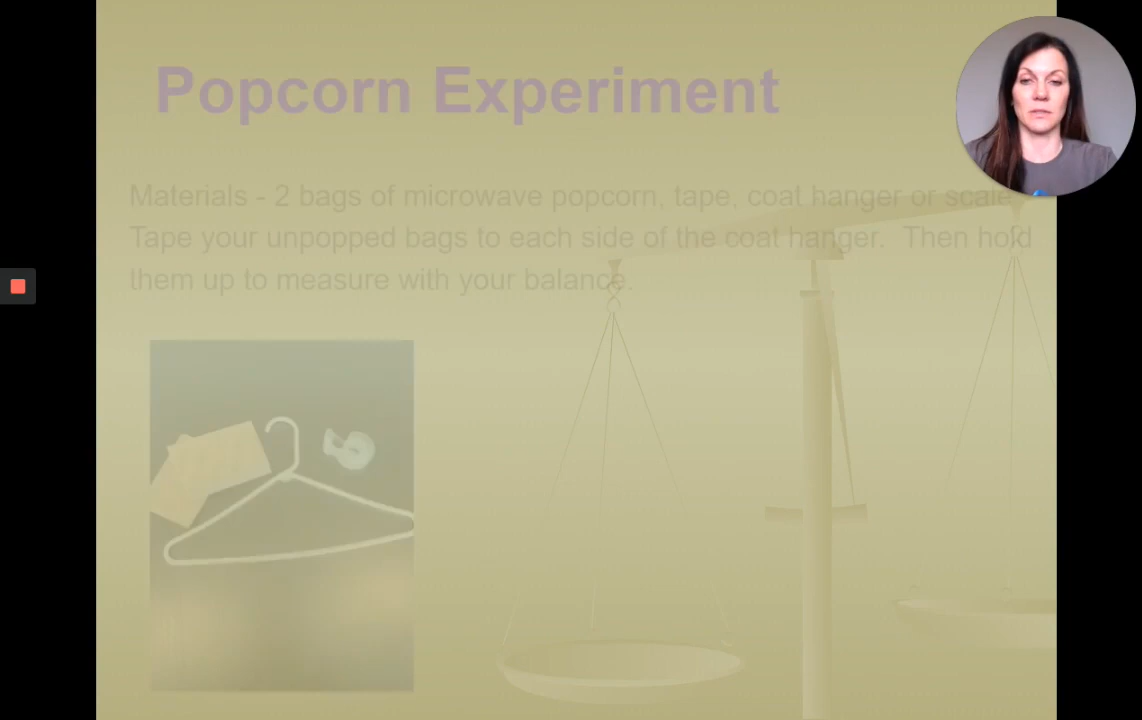 Popcorn Experiment
Materials - 2 bags of microwave popcorn, tape, coat hanger or scale
Tape your unpopped bags to each side of the coat hanger. Then hold
them up to measure with your balance.